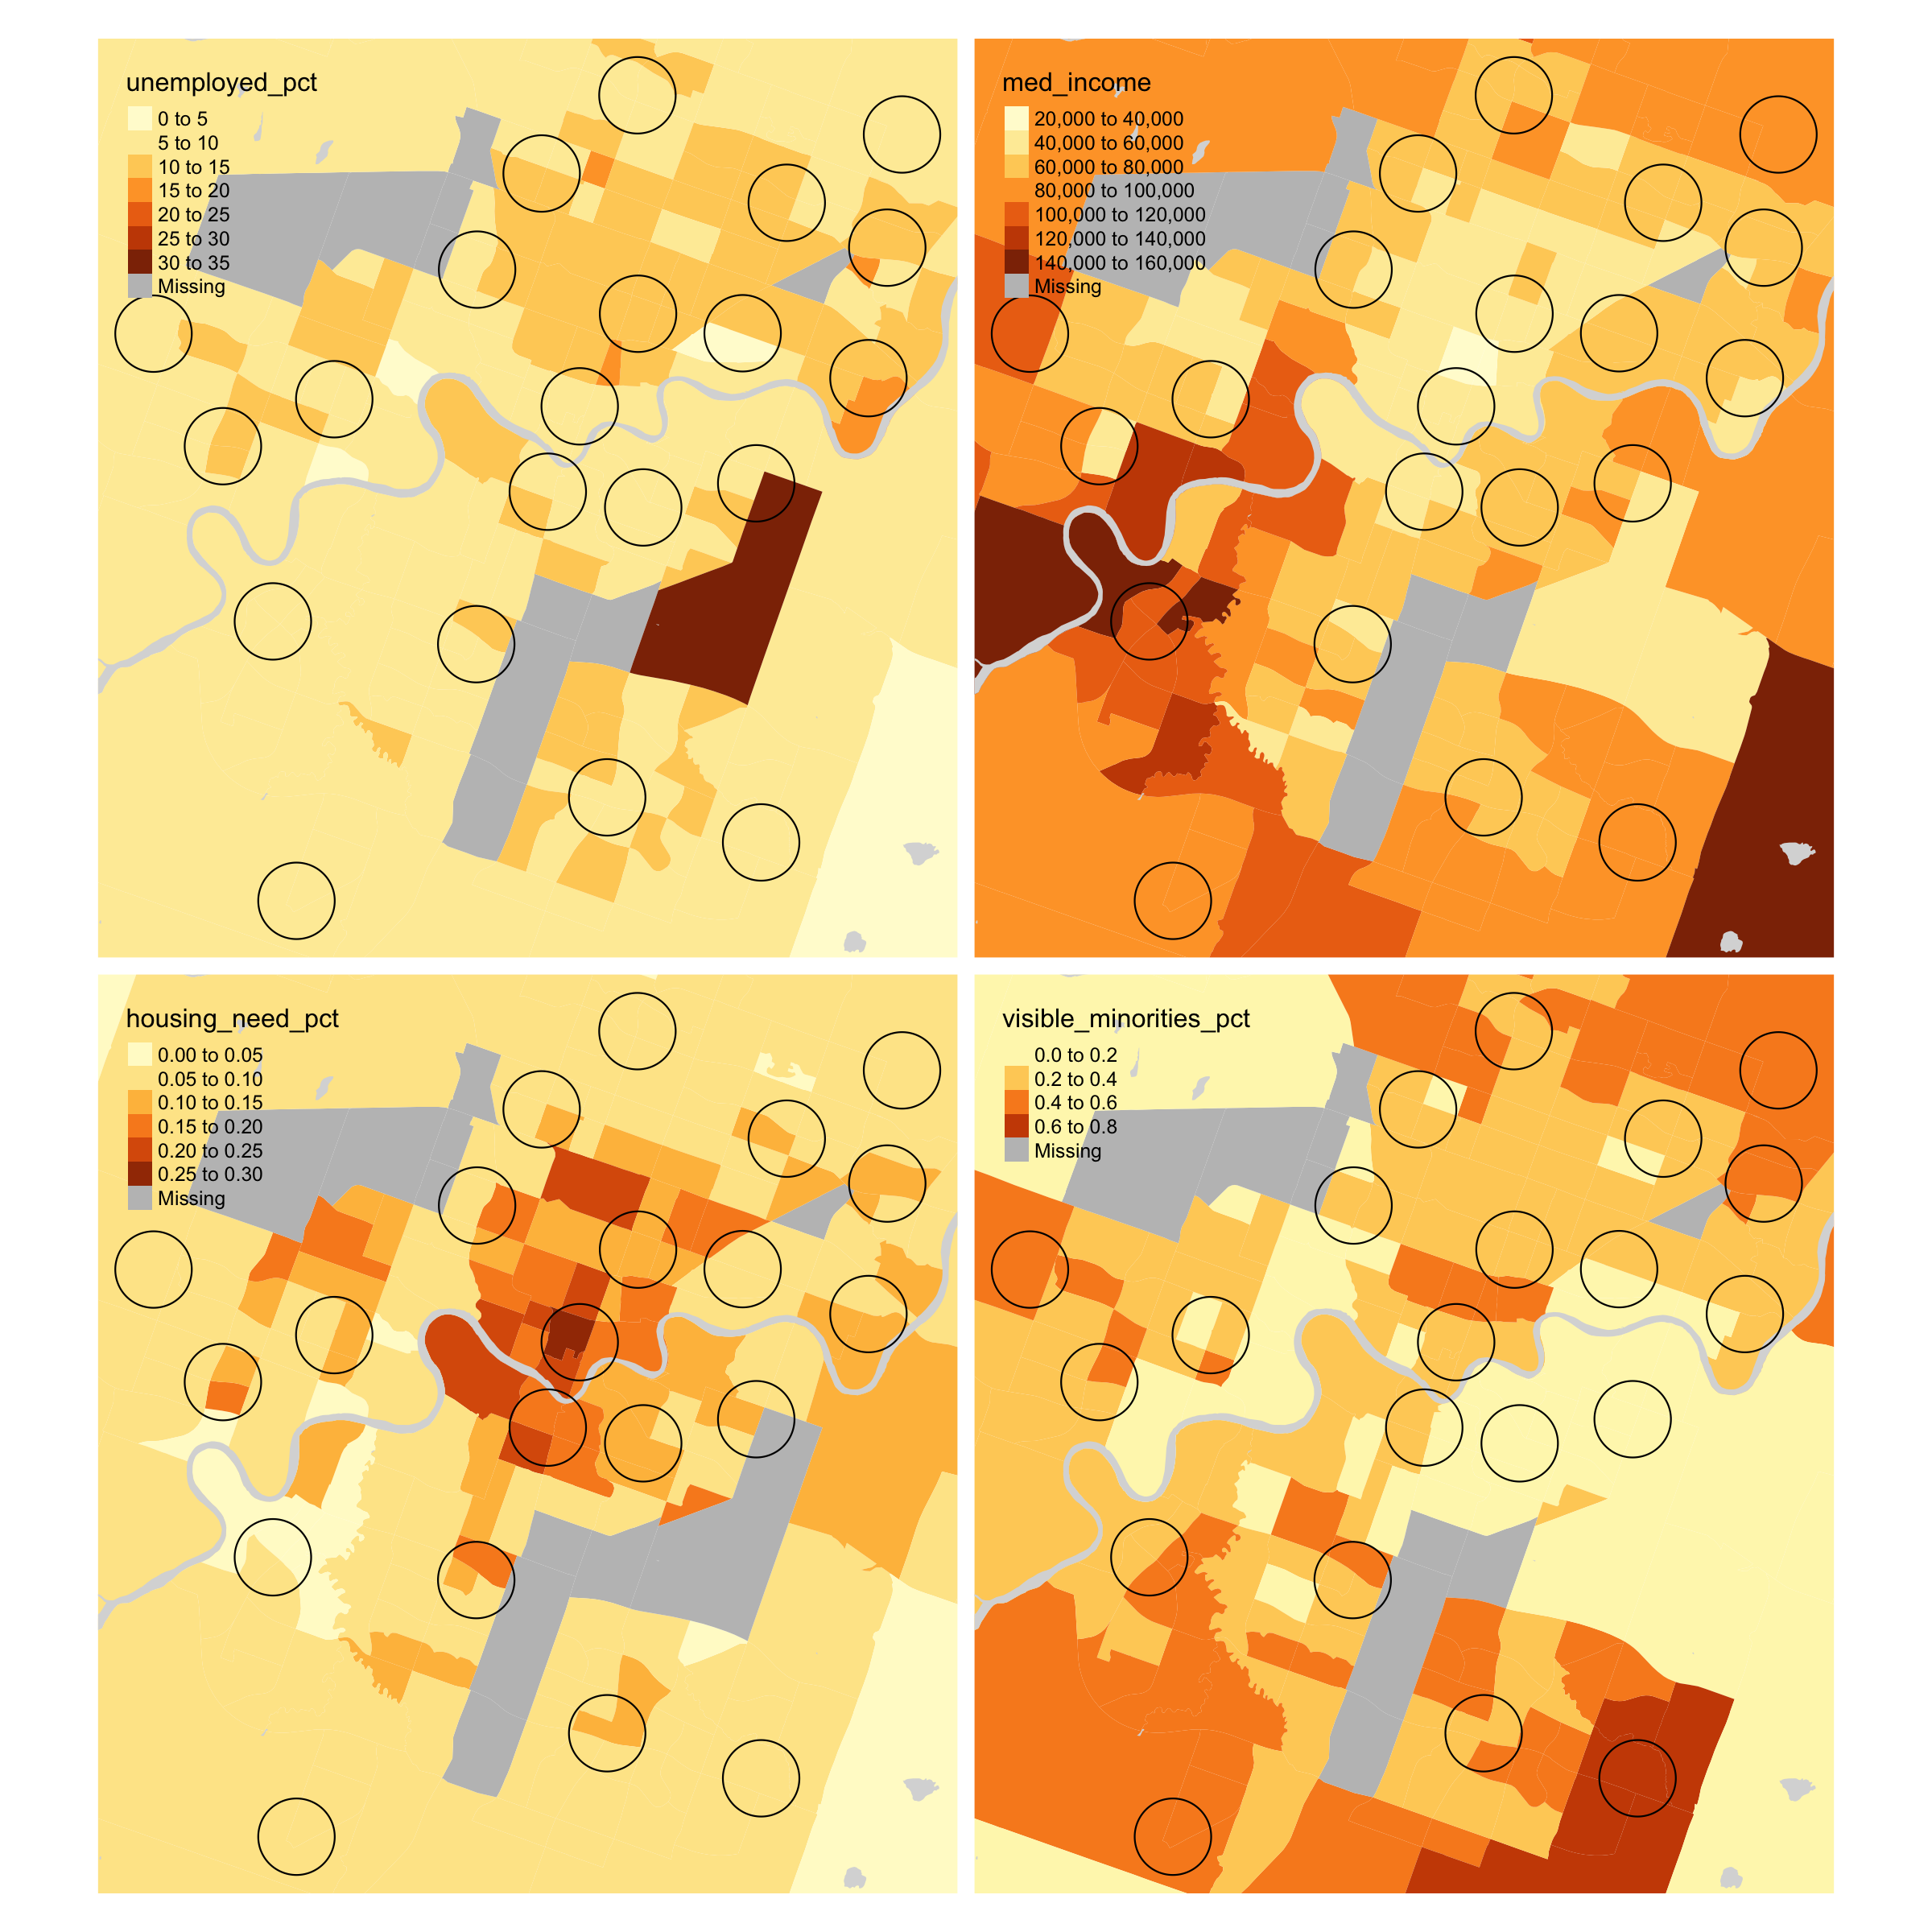 unemployed_pct
0 to 5
5 to 10
10 to 15
15 to 20
20 to 25
25 to 30
30 to 35
Missing
med_income
20,000 to 40,000
40,000 to 60,000
60,000 to 80,000
80,000 to 100,000
100,000 to 120,000
120,000 to 140,000
140,000 to 160,000
Missing
housing_need_pct
0.00 to 0.05
0.05 to 0.10
0.10 to 0.15
0.15 to 0.20
0.20 to 0.25
0.25 to 0.30
Missing
visible_minorities_pct
0.0 to 0.2
0.2 to 0.4
0.4 to 0.6
0.6 to 0.8
Missing